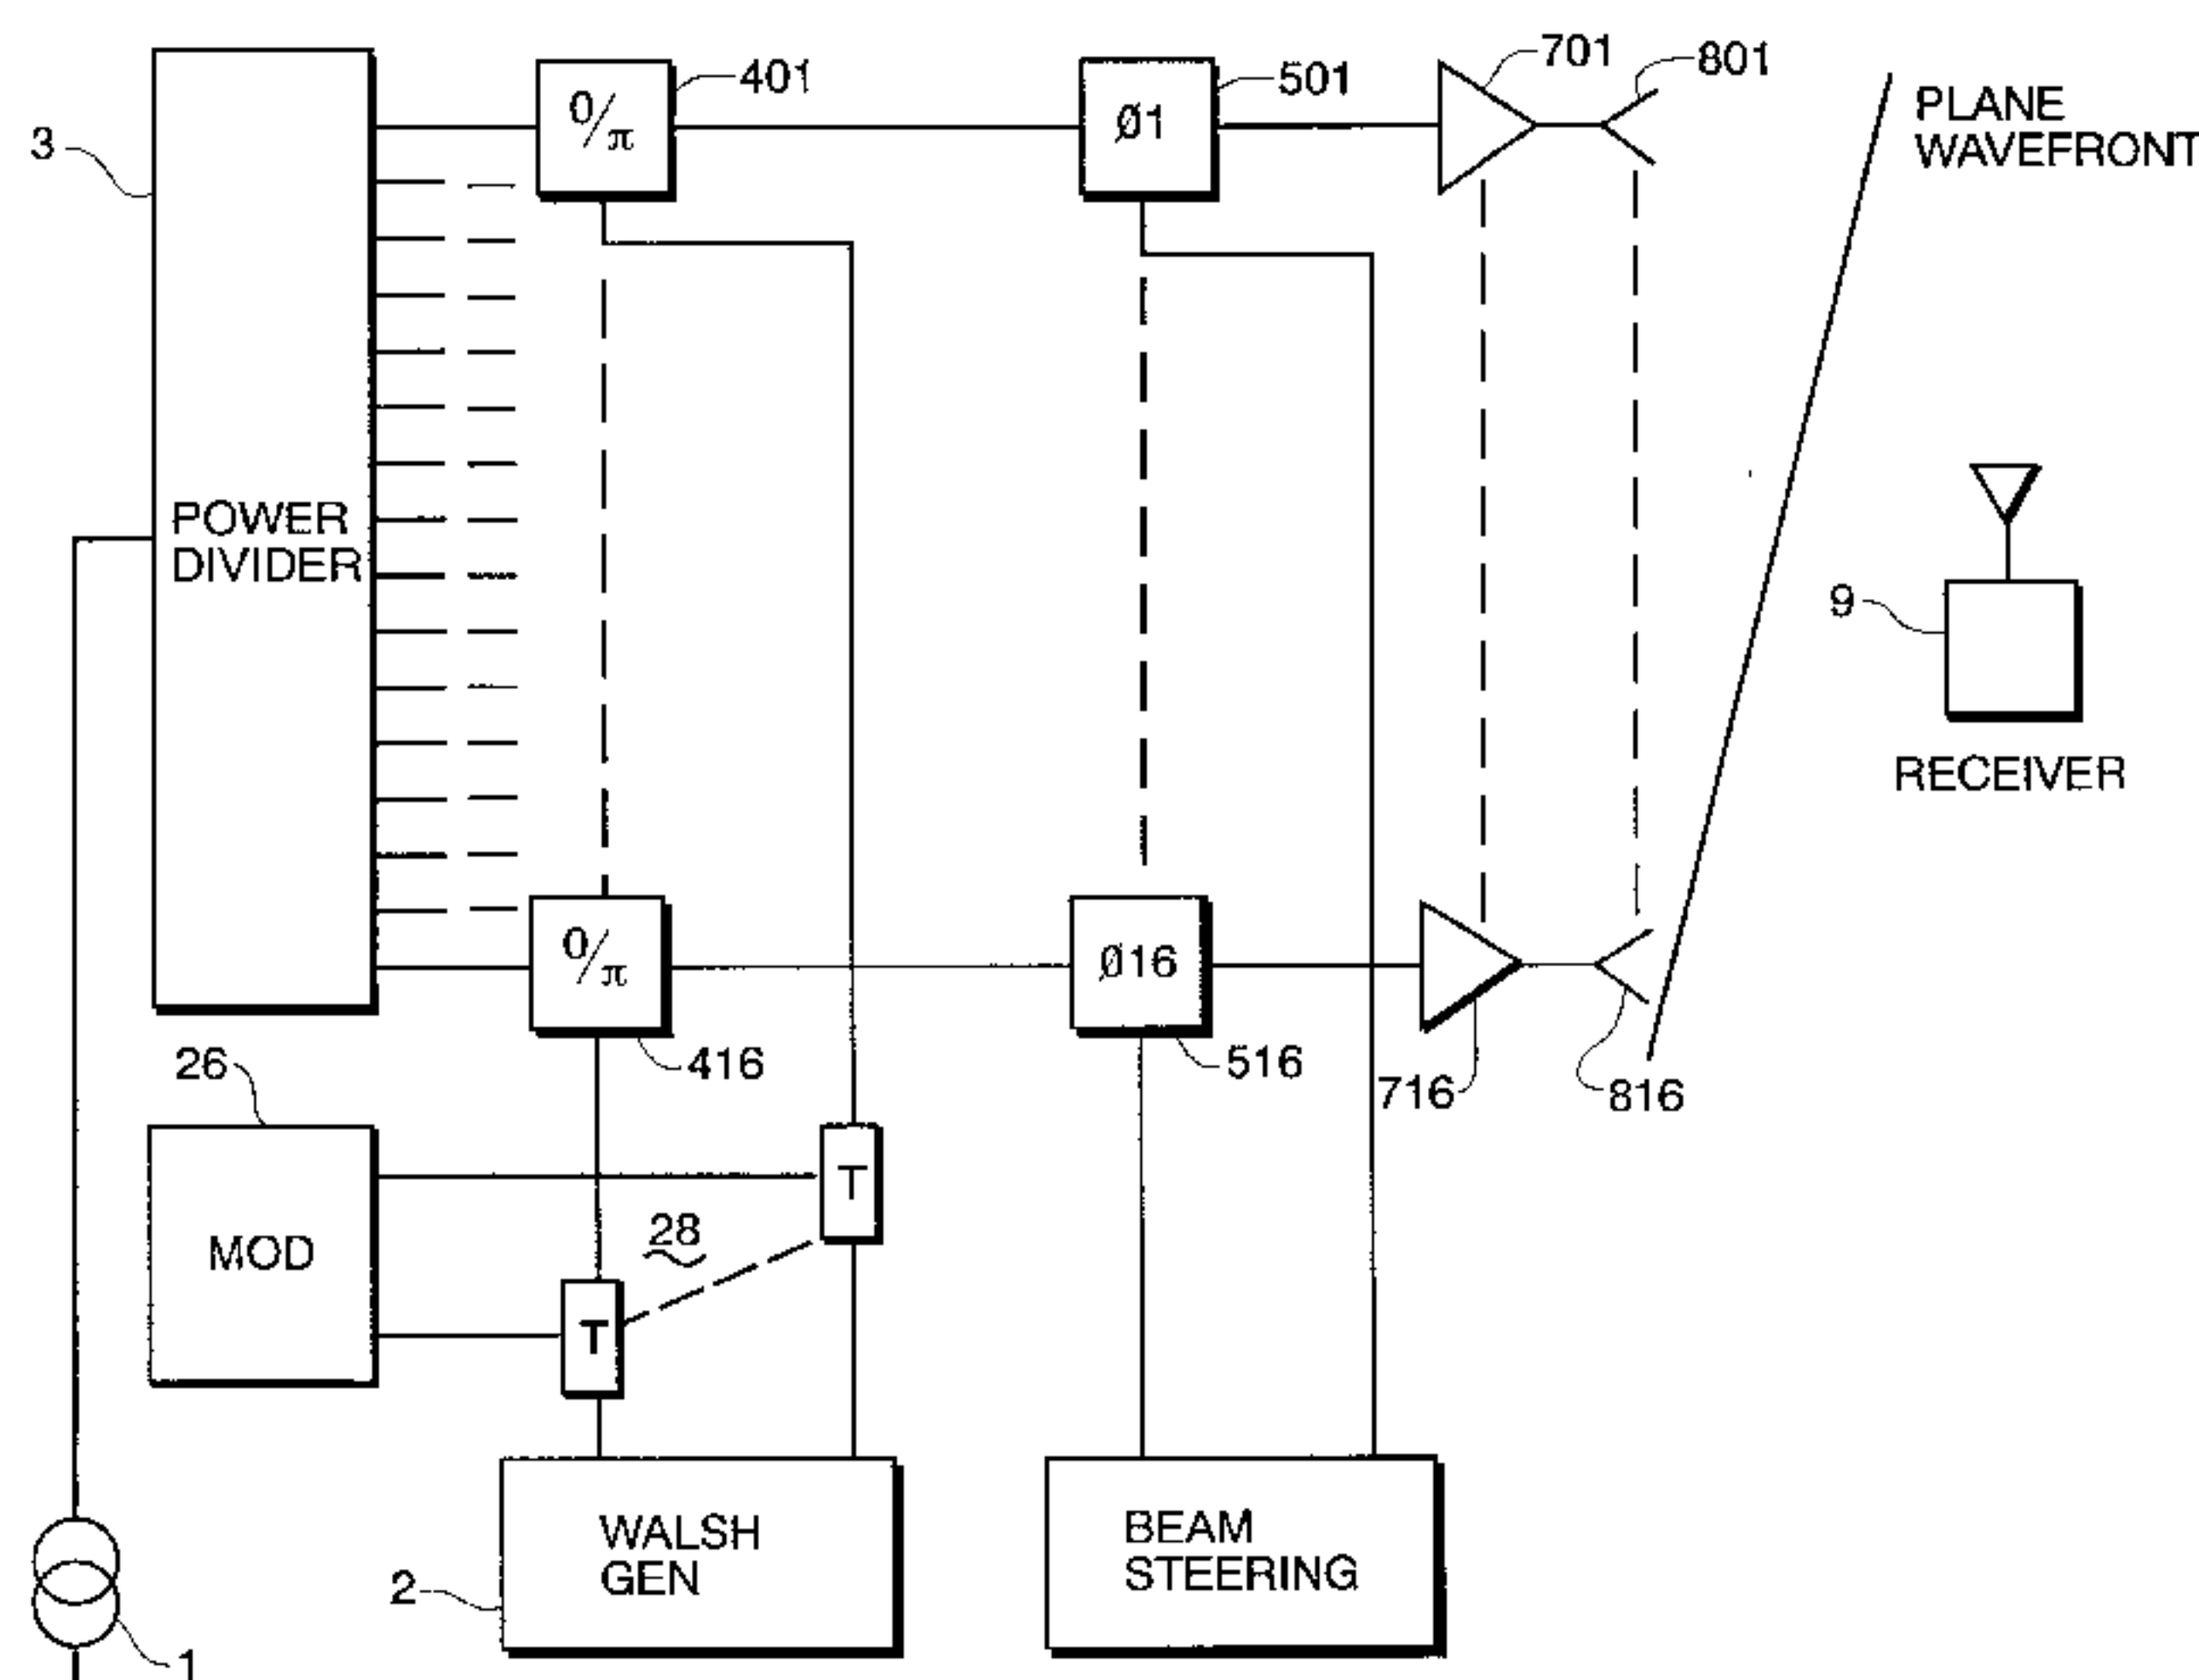 401
501
701
801
PLANE
WAVEFRONT
3
0/π
Ø1
POWER
DIVIDER
9
RECEIVER
0/π
Ø16
26
416
516
716
816
MOD
T
28
T
WALSH
GEN
BEAM
STEERING
2
1